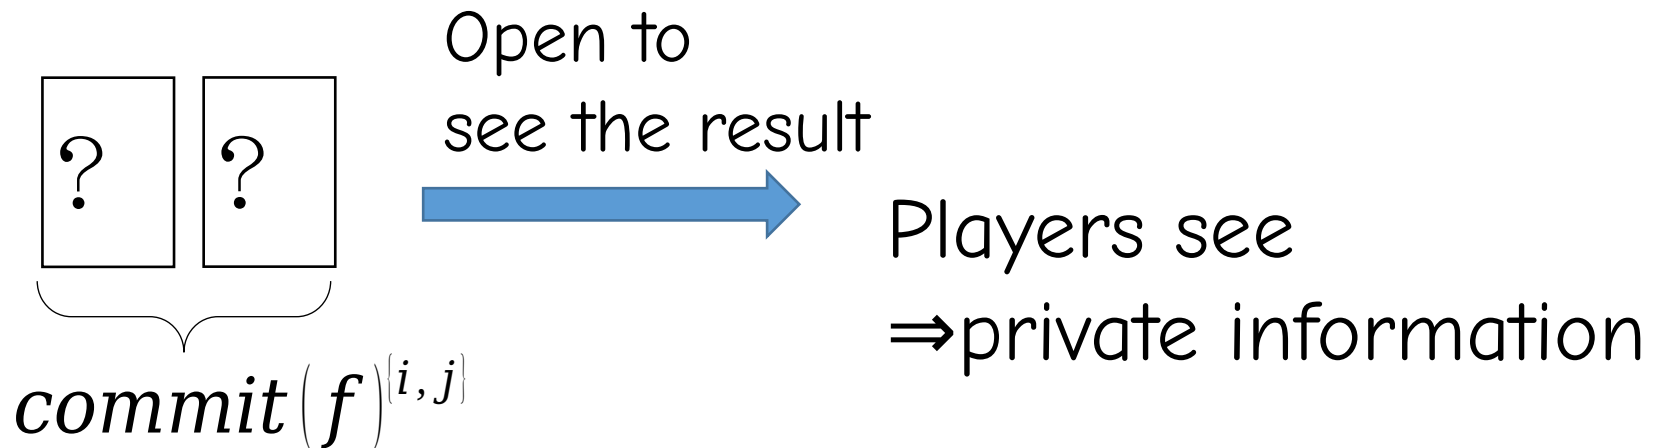 Open to
see the result
? ?
Players see
⇒private information
commit(f)^{i,j}